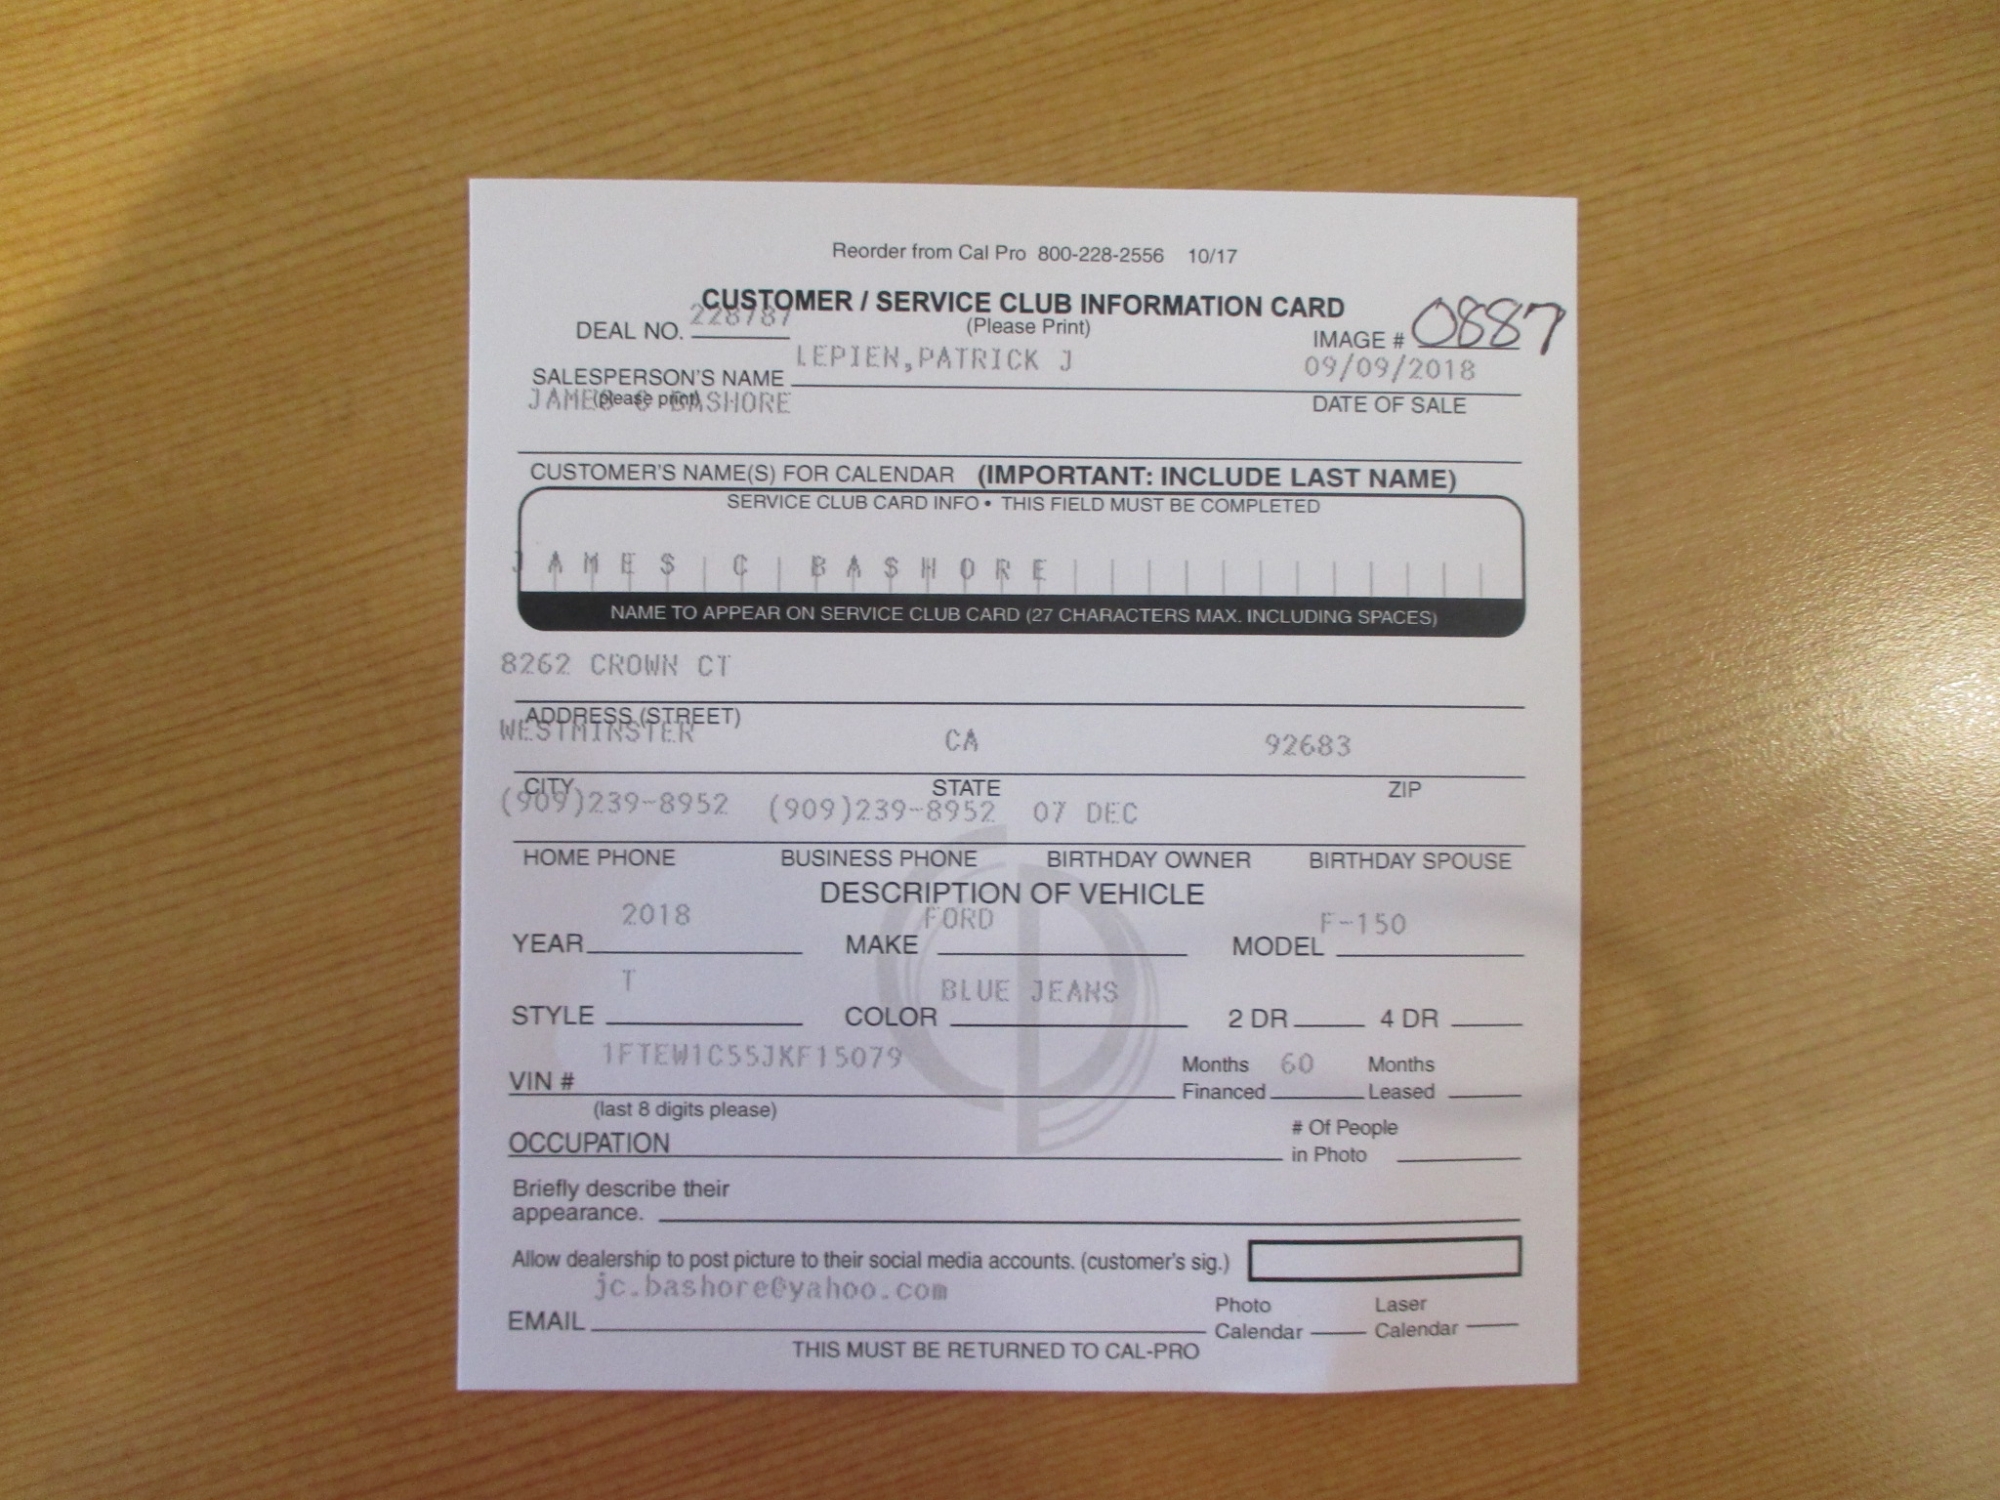 Reorder from Cal Pro 800-228-2556 10/17
CUSTOMER / SERVICE CLUB INFORMATION CARD
DEAL NO. 228787 (Please Print) IMAGE # 0887
SALESPERSON'S NAME LEPIEN,PATRICK J 09/09/2018
(please print) DATE OF SALE
JAMES C BASHORE
CUSTOMER'S NAME(S) FOR CALENDAR (IMPORTANT: INCLUDE LAST NAME)
SERVICE CLUB CARD INFO • THIS FIELD MUST BE COMPLETED
JAMES C BASHORE
NAME TO APPEAR ON SERVICE CLUB CARD (27 CHARACTERS MAX. INCLUDING SPACES)
8262 CROWN CT
ADDRESS (STREET)
WESTMINSTER CA 92683
CITY STATE ZIP
(909)239-8952 (909)239-8952 07 DEC
HOME PHONE BUSINESS PHONE BIRTHDAY OWNER BIRTHDAY SPOUSE
DESCRIPTION OF VEHICLE
YEAR 2018 MAKE FORD MODEL F-150
STYLE T COLOR BLUE JEANS 2 DR 4 DR
VIN # 1FTEW1C55JKF15079 Months Financed 60 Months Leased
(last 8 digits please)
OCCUPATION # Of People in Photo
Briefly describe their
appearance.
Allow dealership to post picture to their social media accounts. (customer's sig.)
EMAIL jc.bashore@yahoo.com Photo Calendar Laser Calendar
THIS MUST BE RETURNED TO CAL-PRO